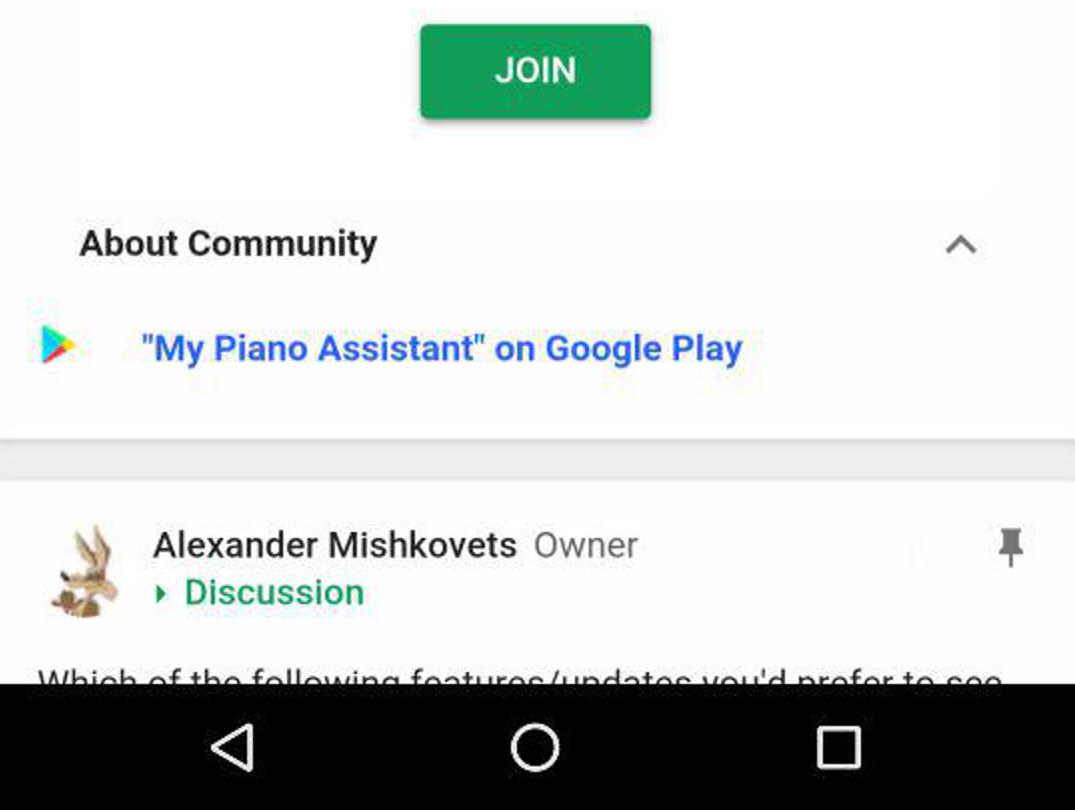 JOIN
About Community
"My Piano Assistant" on Google Play
Alexander Mishkovets Owner
Discussion
Which of the following features/updates you'd prefer to see